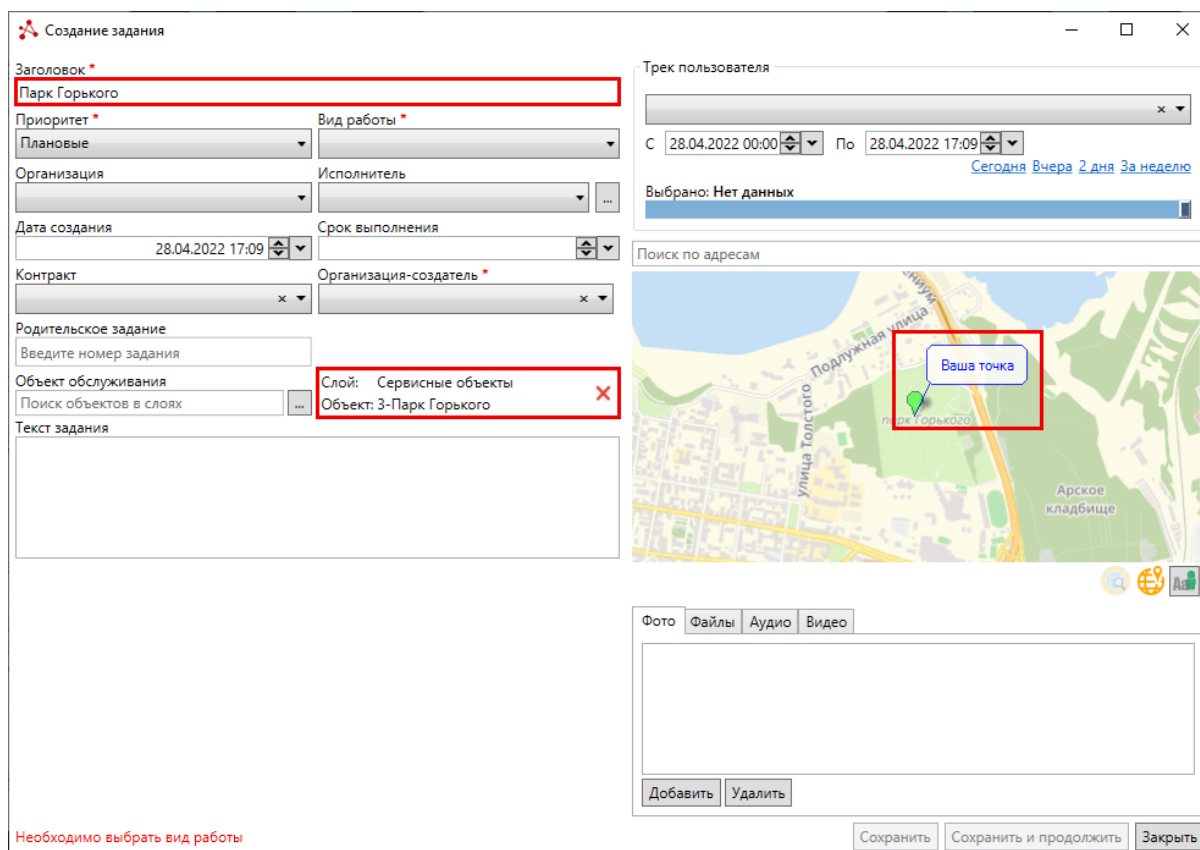 Создание задания
Заголовок *
Парк Горького
Приоритет * Вид работы *
Плановые
Организация Исполнитель
...
Дата создания Срок выполнения
28.04.2022 17:09
Контракт Организация-создатель *
Родительское задание
Введите номер задания
Объект обслуживания
Поиск объектов в слоях ...
Слой: Сервисные объекты
Объект: 3-Парк Горького
Текст задания
Необходимо выбрать вид работы
Трек пользователя
С 28.04.2022 00:00 По 28.04.2022 17:09
Сегодня Вчера 2 дня За неделю
Выбрано: Нет данных
Поиск по адресам
Подлужная улица
Ваша точка
парк Горького
улица Толстого
Арское
кладбище
Aa
Фото Файлы Аудио Видео
Добавить Удалить
Сохранить Сохранить и продолжить Закрыть